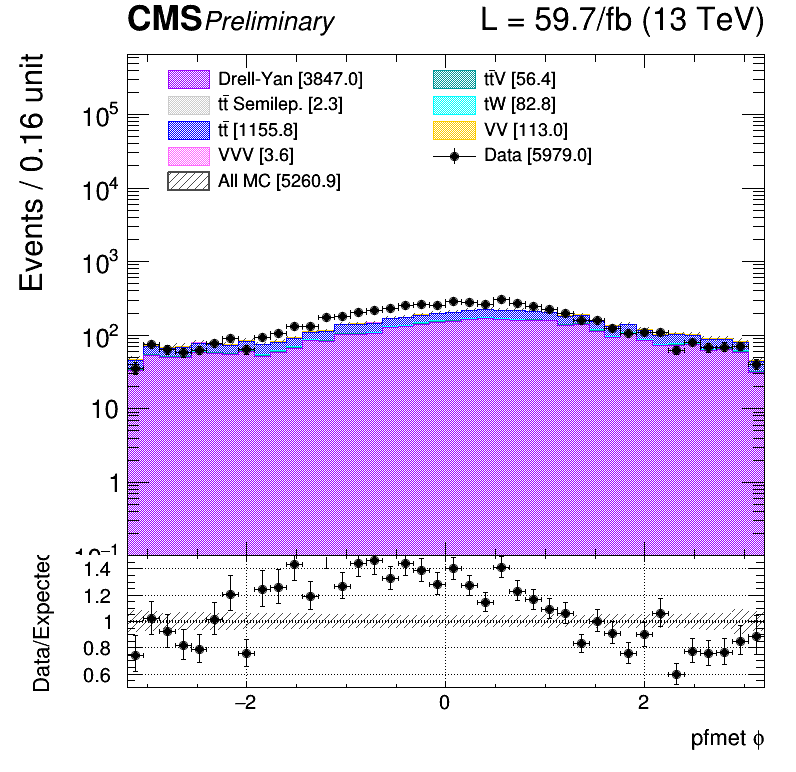 CMS Preliminary L = 59.7/fb (13 TeV)
Events / 0.16 unit
Drell-Yan [3847.0]
tt̄ Semilep. [2.3]
tt̄ [1155.8]
VVV [3.6]
All MC [5260.9]
tt̄V [56.4]
tW [82.8]
VV [113.0]
Data [5979.0]
10⁵
10⁴
10³
10²
10
1
10⁻¹
Data/Expected
1.4
1.2
1
0.8
0.6
−2 0 2
pfmet ϕ